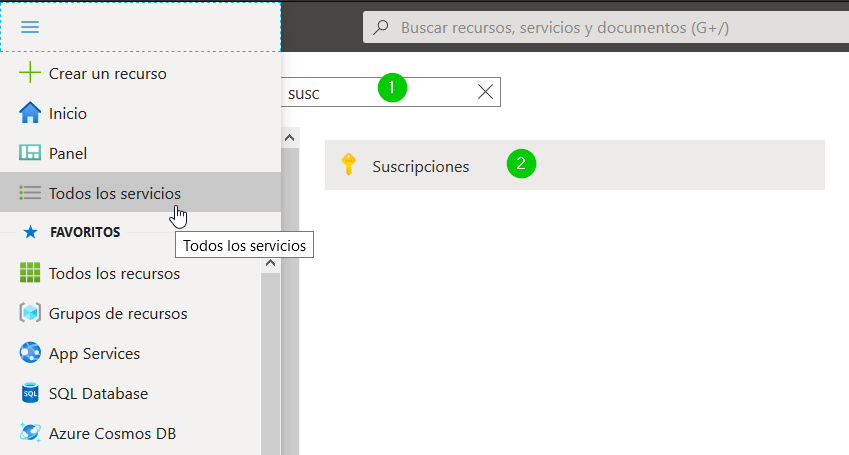 Buscar recursos, servicios y documentos (G+/)
Crear un recurso
Inicio
Panel
Todos los servicios
Todos los servicios
FAVORITOS
Todos los recursos
Grupos de recursos
App Services
SQL
SQL Database
Azure Cosmos DB
susc
1
Suscripciones
2